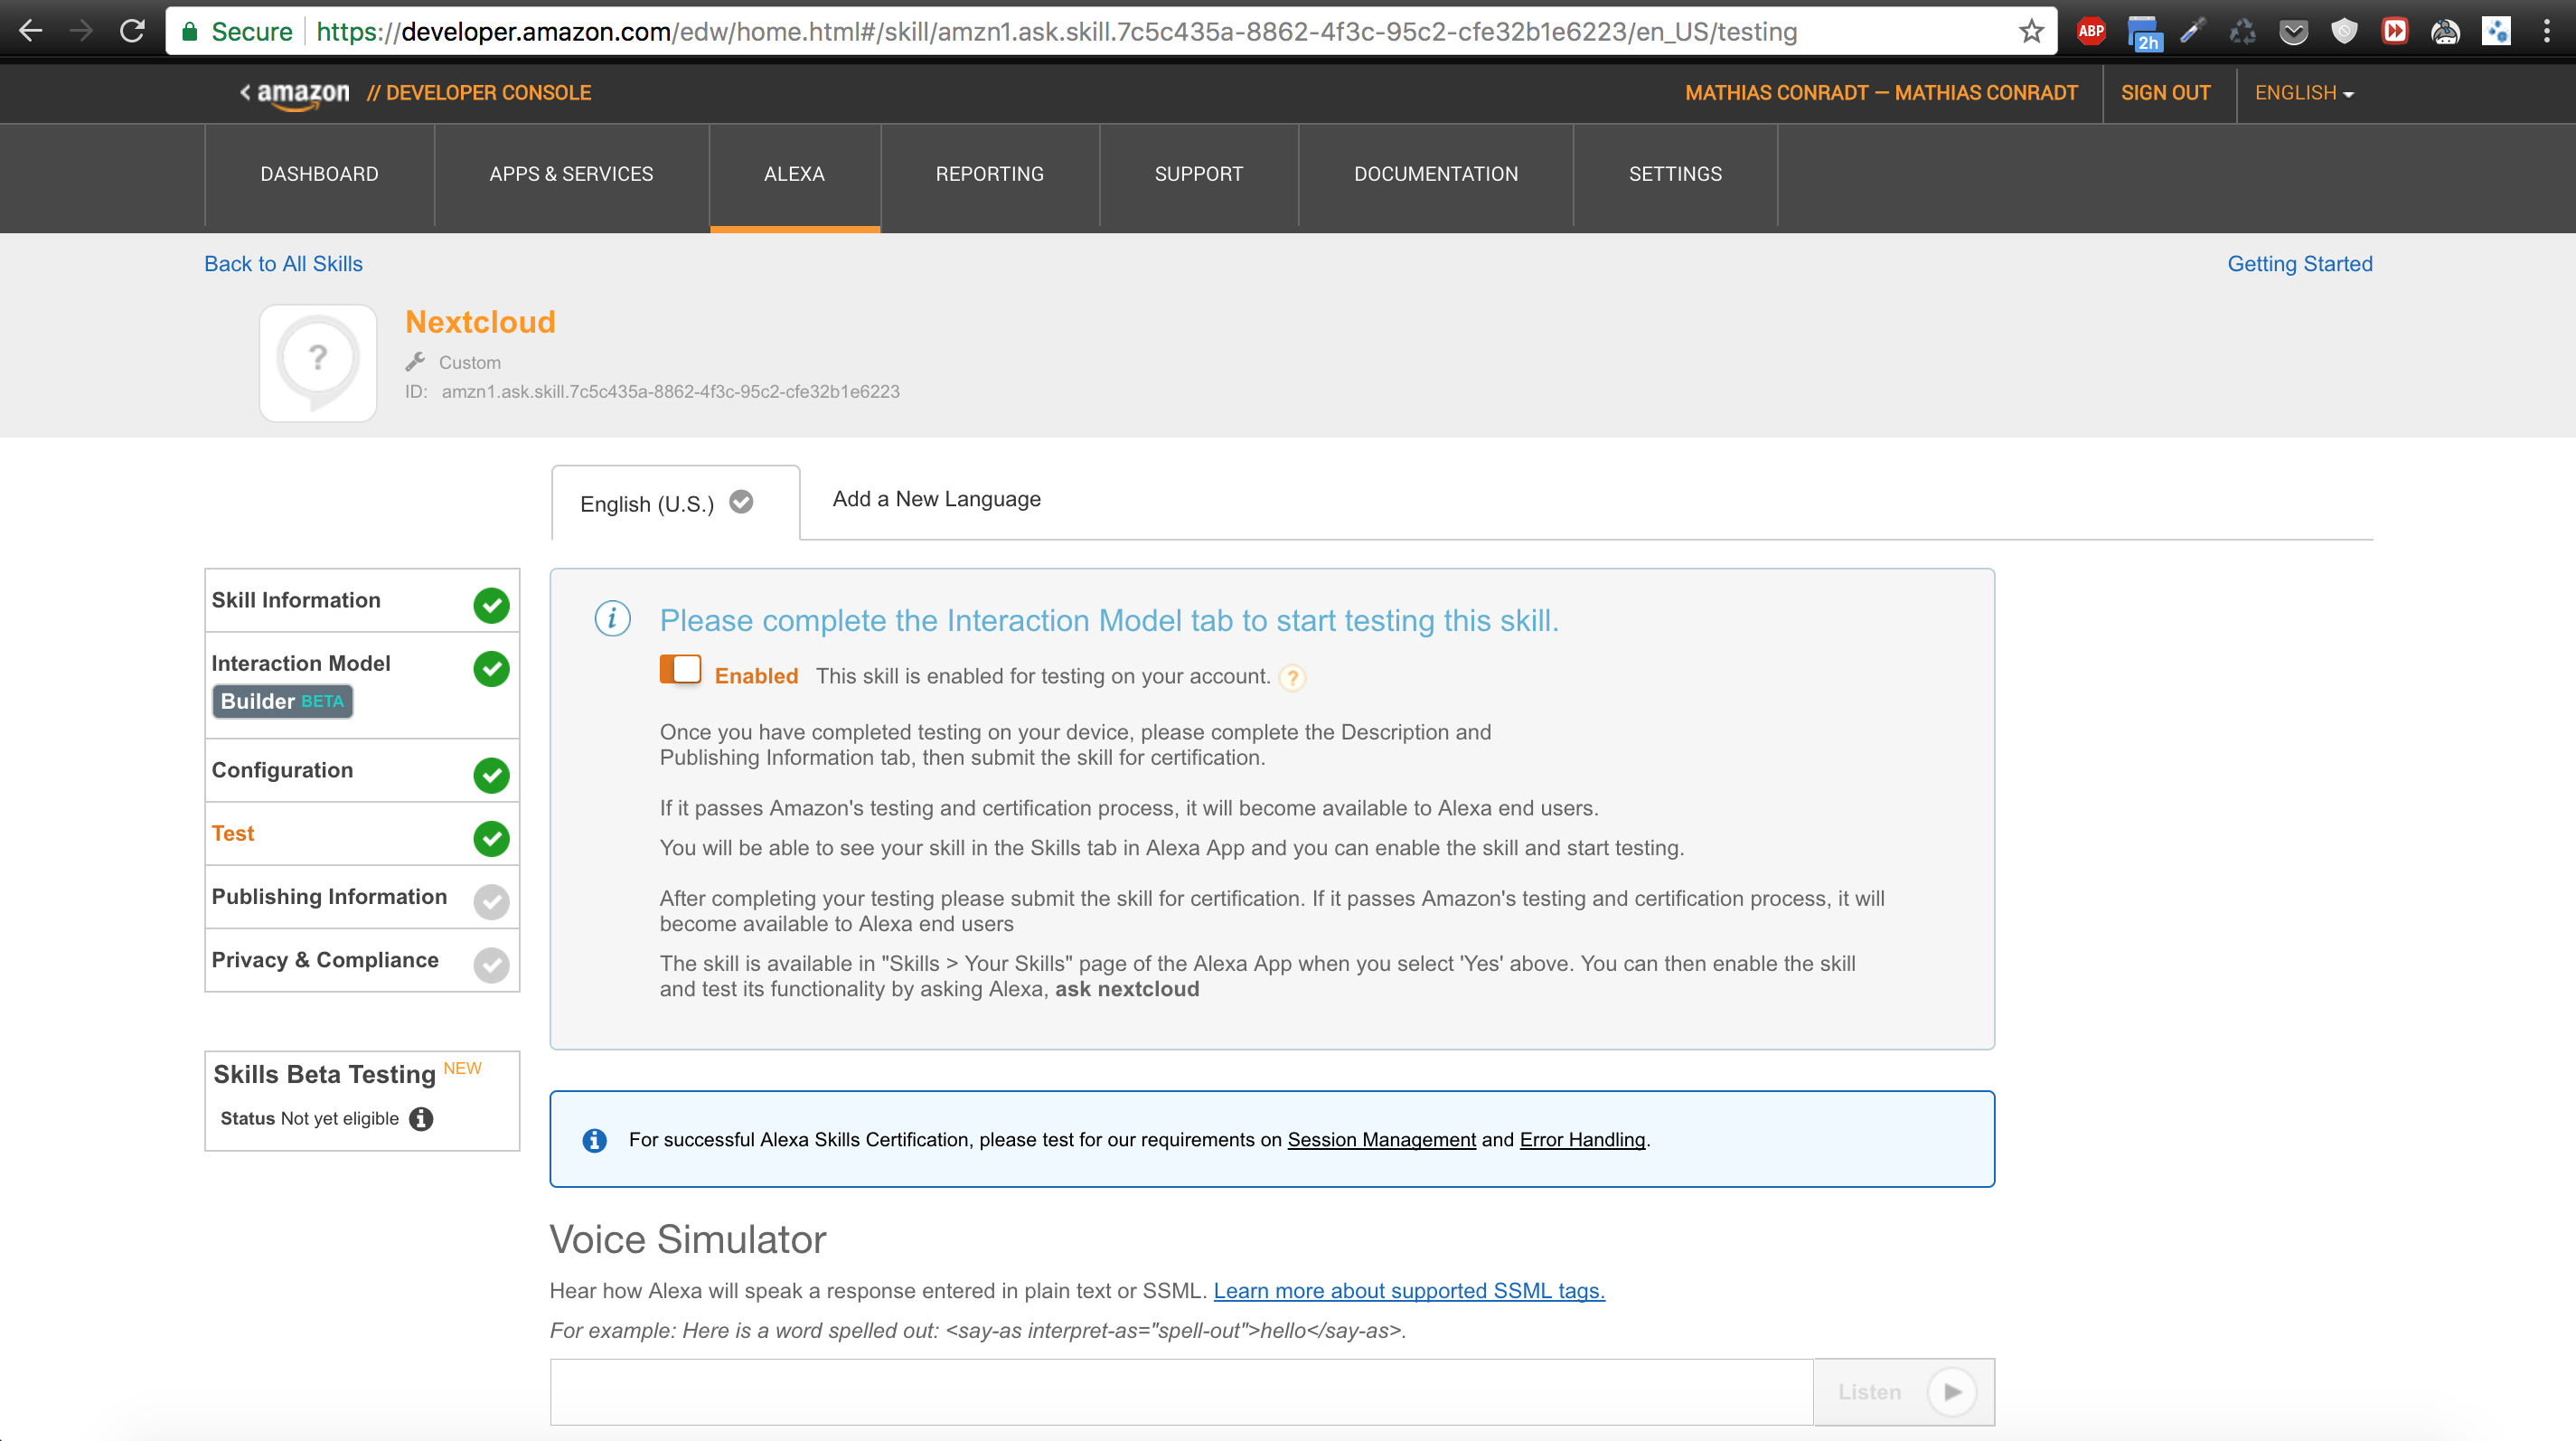 Secure https://developer.amazon.com/edw/home.html#/skill/amzn1.ask.skill.7c5c435a-8862-4f3c-95c2-cfe32b1e6223/en_US/testing
ABP 2h
< amazon // DEVELOPER CONSOLE MATHIAS CONRADT — MATHIAS CONRADT SIGN OUT ENGLISH
DASHBOARD APPS & SERVICES ALEXA REPORTING SUPPORT DOCUMENTATION SETTINGS
Back to All Skills Getting Started
?
Nextcloud
Custom
ID: amzn1.ask.skill.7c5c435a-8862-4f3c-95c2-cfe32b1e6223
English (U.S.) Add a New Language
Skill Information
Interaction Model
Builder BETA
Configuration
Test
Publishing Information
Privacy & Compliance
Skills Beta Testing NEW
Status Not yet eligible i
i Please complete the Interaction Model tab to start testing this skill.
Enabled This skill is enabled for testing on your account. ?
Once you have completed testing on your device, please complete the Description and
Publishing Information tab, then submit the skill for certification.
If it passes Amazon's testing and certification process, it will become available to Alexa end users.
You will be able to see your skill in the Skills tab in Alexa App and you can enable the skill and start testing.
After completing your testing please submit the skill for certification. If it passes Amazon's testing and certification process, it will
become available to Alexa end users
The skill is available in "Skills > Your Skills" page of the Alexa App when you select 'Yes' above. You can then enable the skill
and test its functionality by asking Alexa, ask nextcloud
i For successful Alexa Skills Certification, please test for our requirements on Session Management and Error Handling.
Voice Simulator
Hear how Alexa will speak a response entered in plain text or SSML. Learn more about supported SSML tags.
For example: Here is a word spelled out: <say-as interpret-as="spell-out">hello</say-as>.
Listen